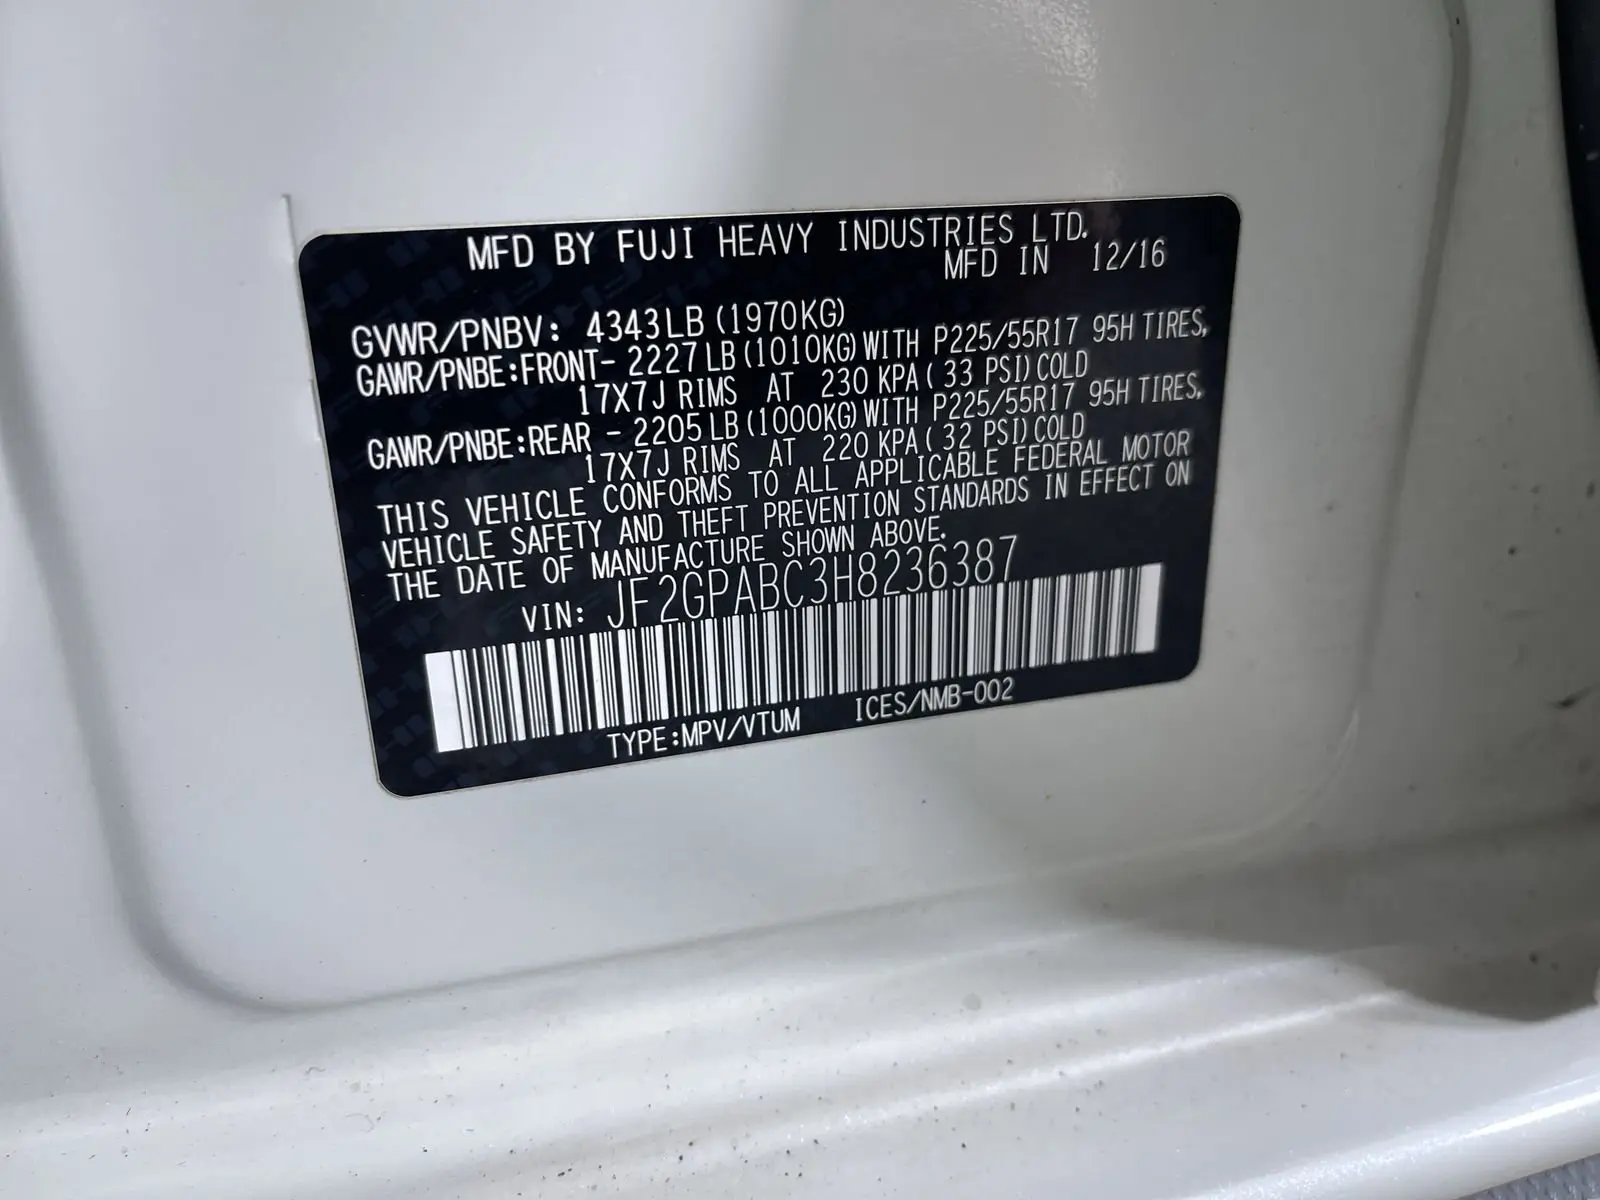 MFD BY FUJI HEAVY INDUSTRIES LTD.
MFD IN 12/16
GVWR/PNBV: 4343LB (1970KG)
GAWR/PNBE:FRONT- 2227LB (1010KG) WITH P225/55R17 95H TIRES,
17X7J RIMS AT 230 KPA ( 33 PSI) COLD
GAWR/PNBE:REAR - 2205LB (1000KG) WITH P225/55R17 95H TIRES,
17X7J RIMS AT 220 KPA ( 32 PSI) COLD
THIS VEHICLE CONFORMS TO ALL APPLICABLE FEDERAL MOTOR
VEHICLE SAFETY AND THEFT PREVENTION STANDARDS IN EFFECT ON
THE DATE OF MANUFACTURE SHOWN ABOVE.
VIN: JF2GPABC3H8236387
TYPE:MPV/VTUM ICES/NMB-002